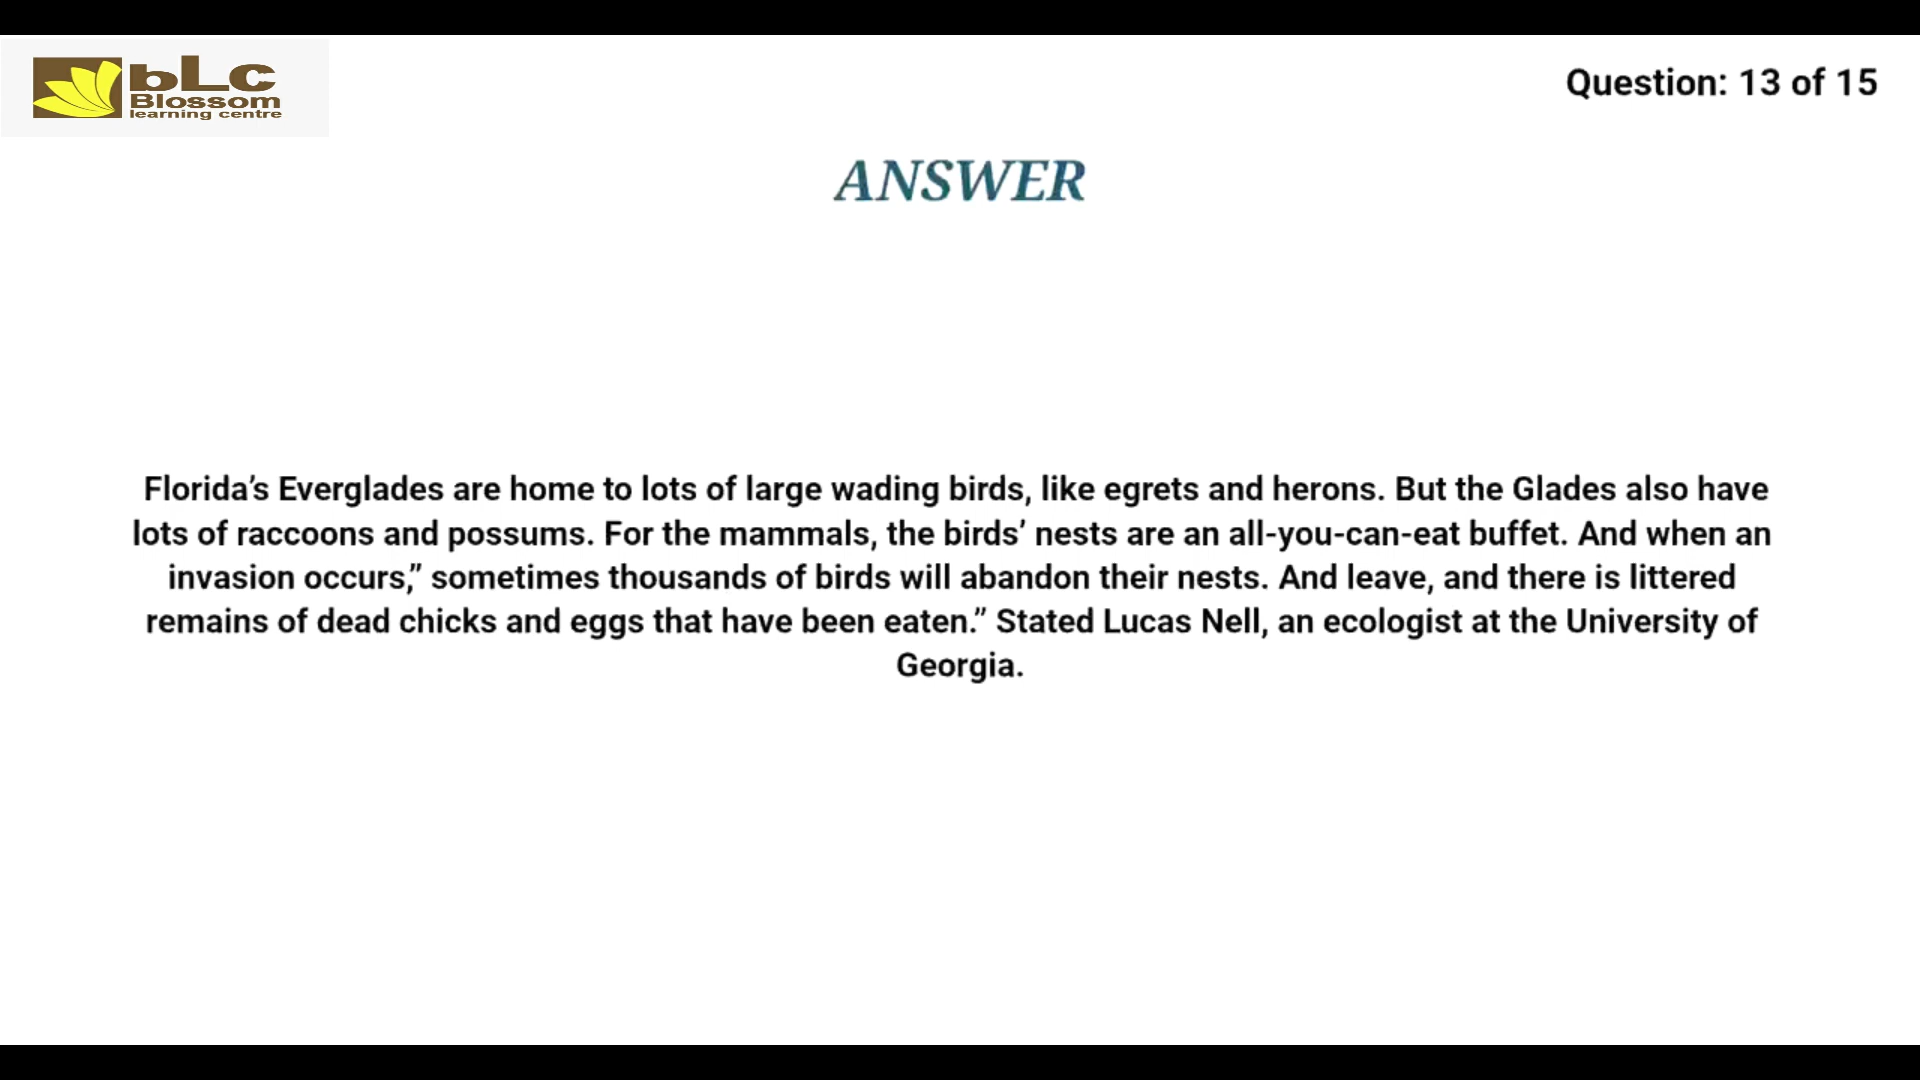 bLc
Blossom
learning centre
Question: 13 of 15
ANSWER
Florida’s Everglades are home to lots of large wading birds, like egrets and herons. But the Glades also have
lots of raccoons and possums. For the mammals, the birds’ nests are an all-you-can-eat buffet. And when an
invasion occurs,” sometimes thousands of birds will abandon their nests. And leave, and there is littered
remains of dead chicks and eggs that have been eaten.” Stated Lucas Nell, an ecologist at the University of
Georgia.